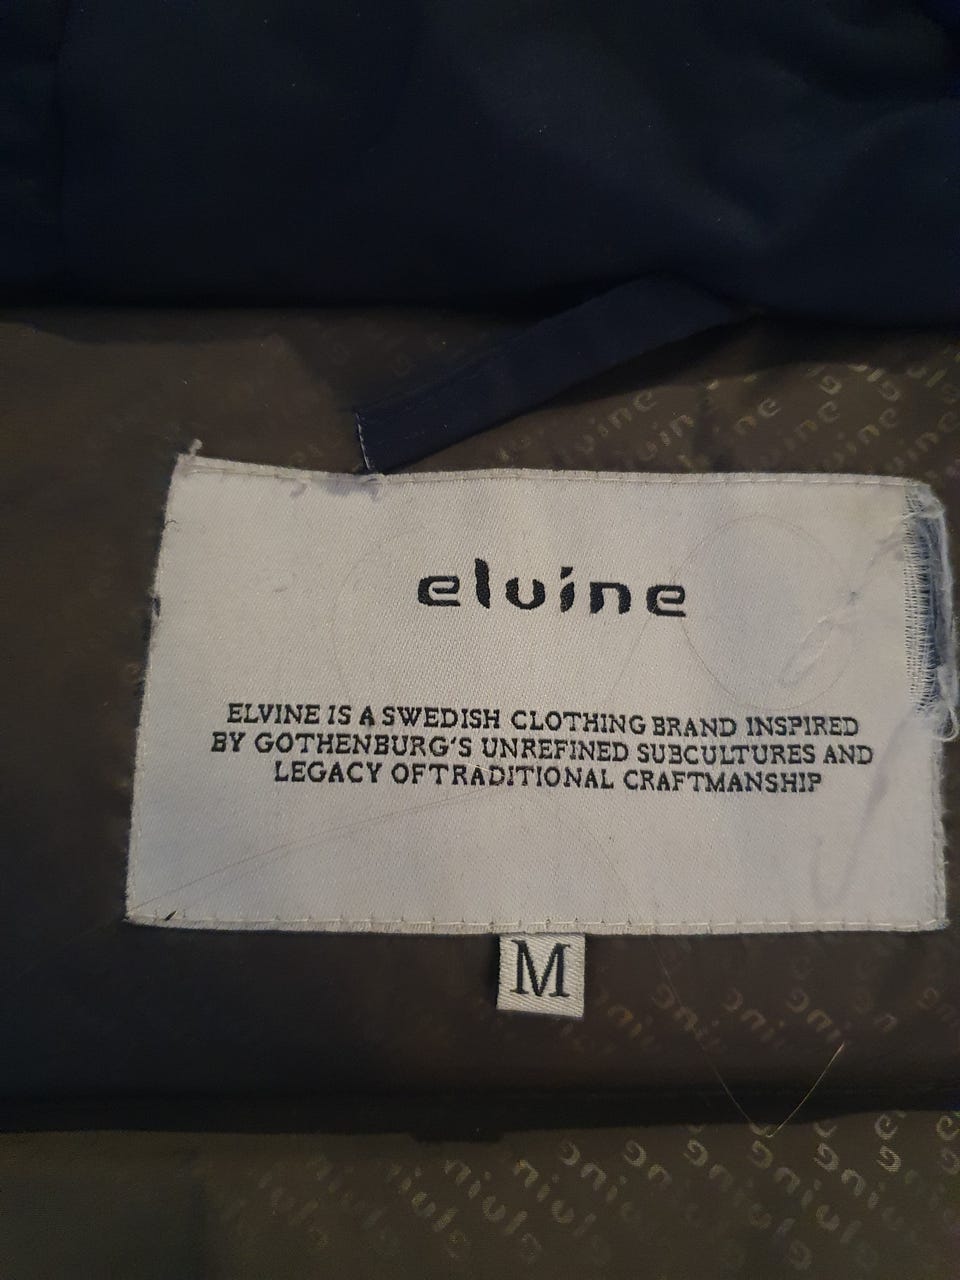 elvine
ELVINE IS A SWEDISH CLOTHING BRAND INSPIRED
BY GOTHENBURG'S UNREFINED SUBCULTURES AND
LEGACY OF TRADITIONAL CRAFTMANSHIP
M